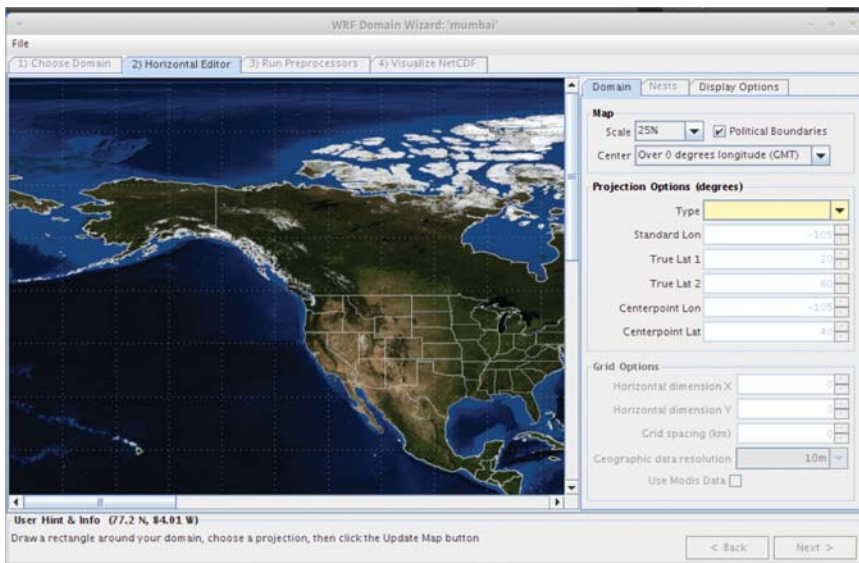 WRF Domain Wizard: 'mumbai'
File
1) Choose Domain 2) Horizontal Editor 3) Run Preprocessors 4) Visualize NetCDF
Domain Nests Display Options
Map
Scale 25% Political Boundaries
Center Over 0 degrees longitude (GMT)
Projection Options (degrees)
Type
Standard Lon -105
True Lat 1 20
True Lat 2 60
Centerpoint Lon -105
Centerpoint Lat 40
Grid Options
Horizontal dimension X 0
Horizontal dimension Y 0
Grid spacing (km) 0
Geographic data resolution 10m
Use Modis Data
User Hint & Info (77.2 N, 84.01 W)
Draw a rectangle around your domain, choose a projection, then click the Update Map button
< Back Next >